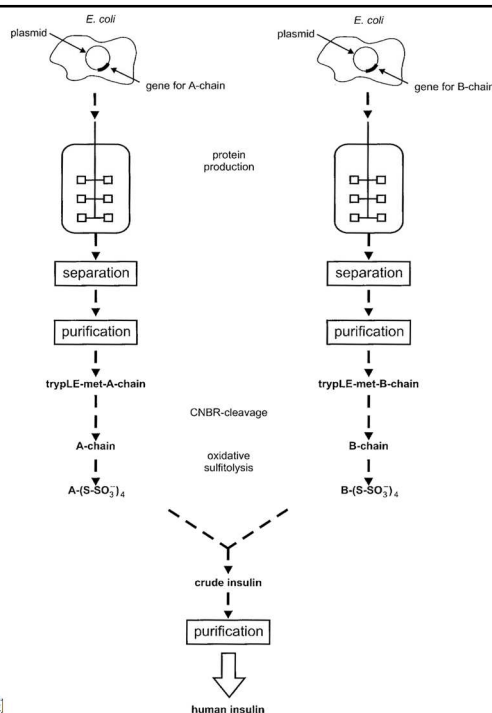 E. coli
E. coli
plasmid
plasmid
gene for A-chain
gene for B-chain
protein
production
separation
separation
purification
purification
trypLE-met-A-chain
trypLE-met-B-chain
CNBR-cleavage
A-chain
B-chain
oxidative
sulfitolysis
A-(S-SO₃⁻)₄
B-(S-SO₃⁻)₄
crude insulin
purification
human insulin